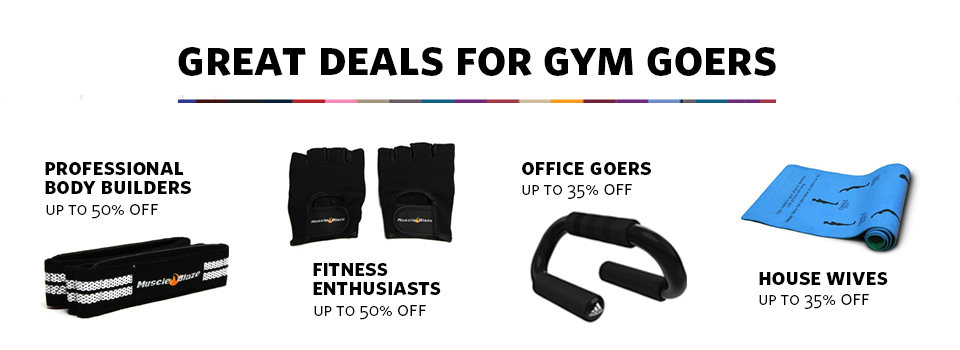 GREAT DEALS FOR GYM GOERS
PROFESSIONAL
BODY BUILDERS
UP TO 50% OFF
MuscleBlaze
MuscleBlaze
MuscleBlaze
FITNESS
ENTHUSIASTS
UP TO 50% OFF
OFFICE GOERS
UP TO 35% OFF
adidas
HOUSE WIVES
UP TO 35% OFF